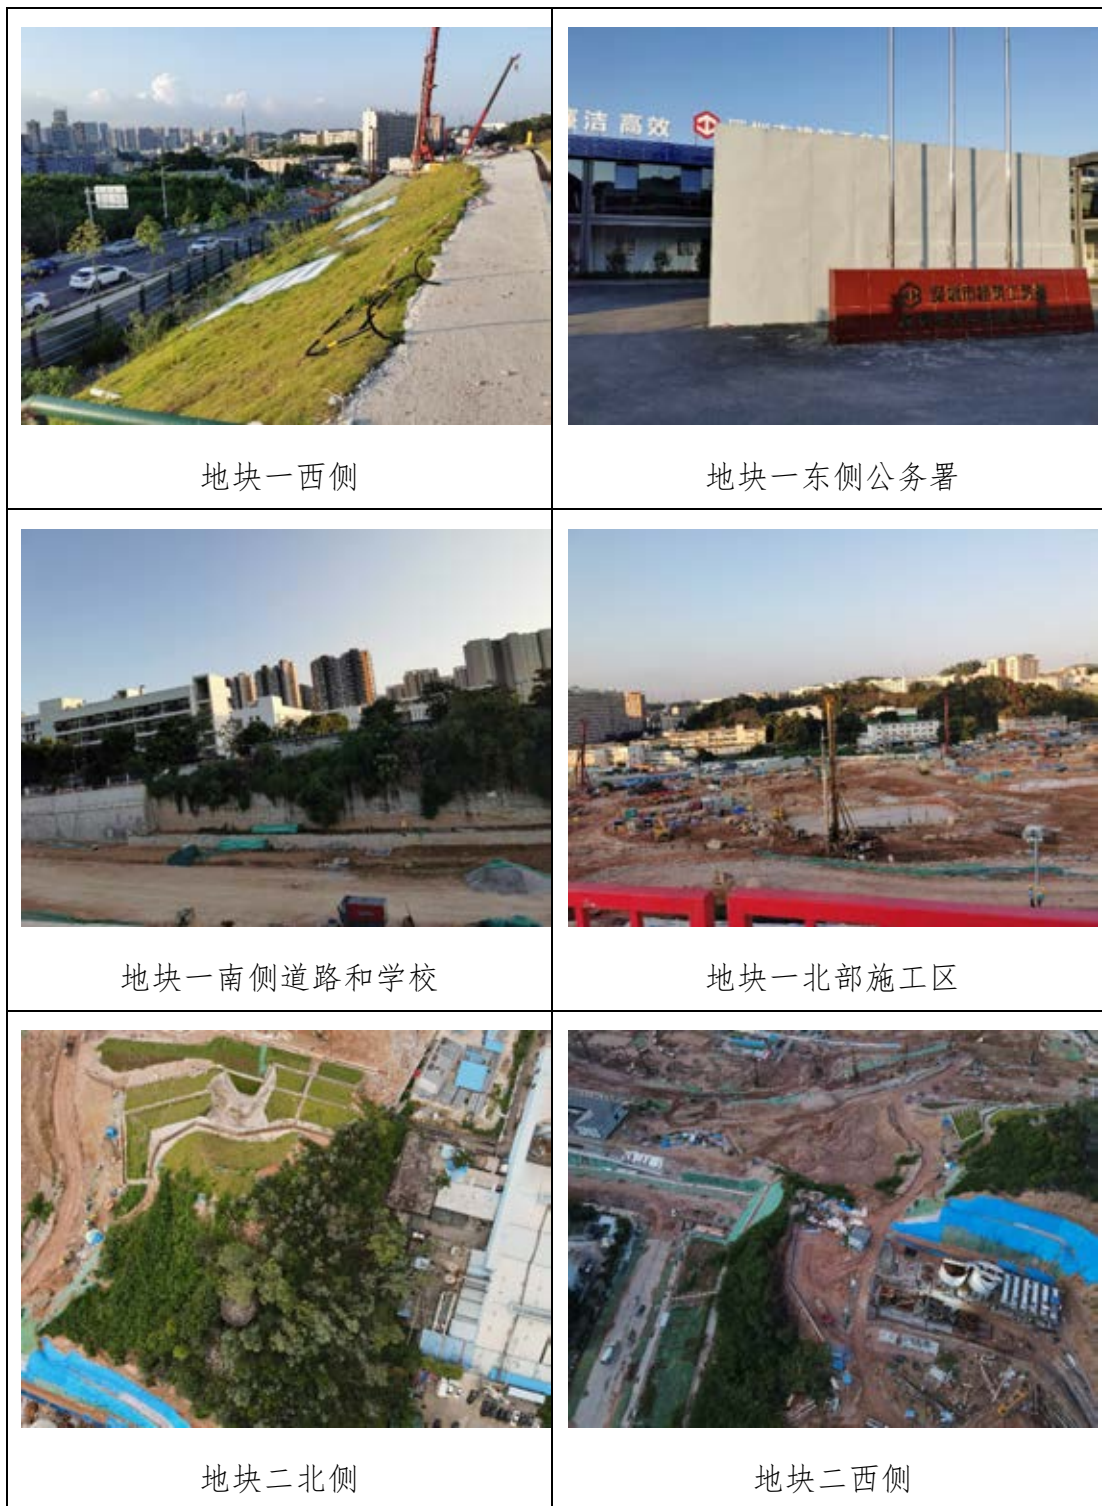 洁 高效
地块一西侧
地块一东侧公务署
地块一南侧道路和学校
地块一北部施工区
地块二北侧
地块二西侧